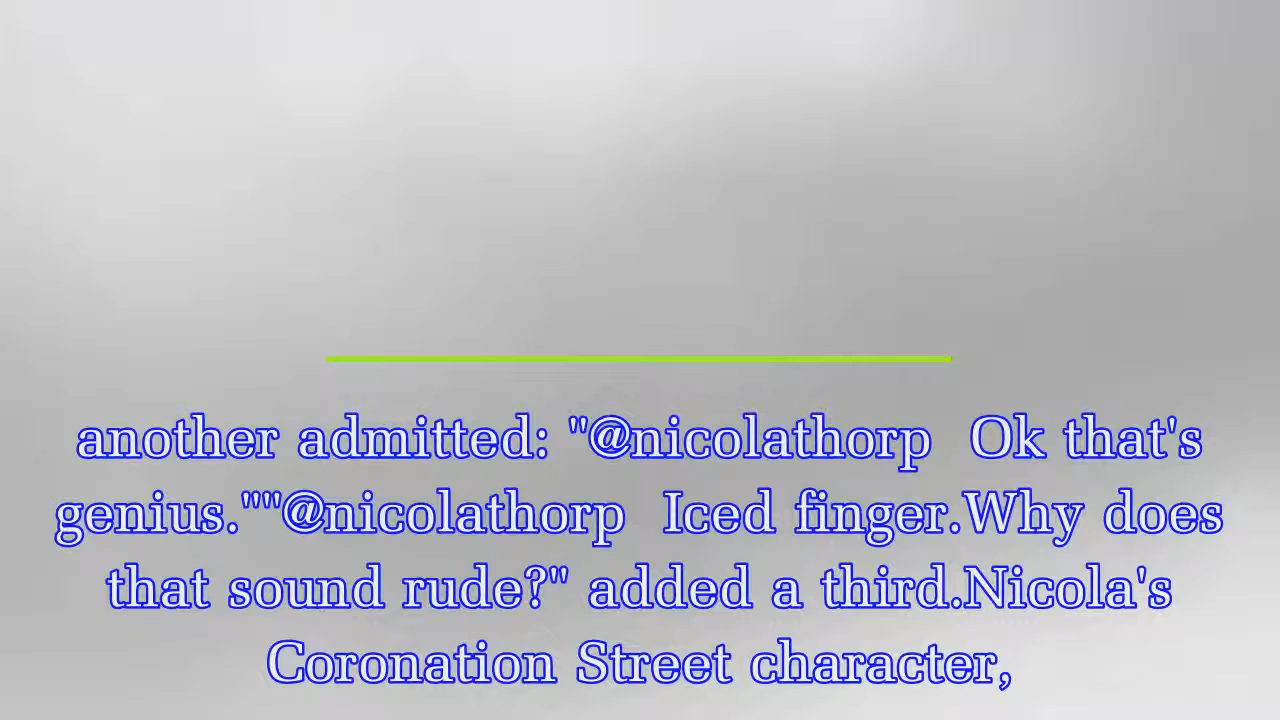 another admitted: "@nicolathorp  Ok that's
genius.""@nicolathorp  Iced finger.Why does
that sound rude?" added a third.Nicola's
Coronation Street character,